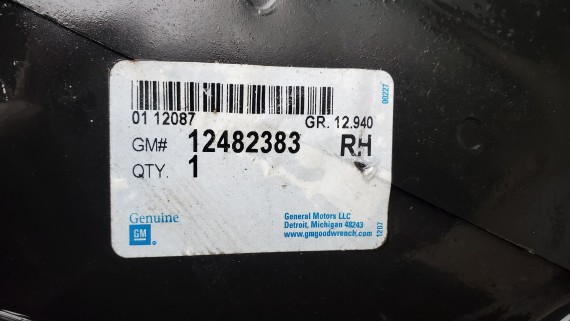 00227
01 12087 GR. 12.940
GM# 12482383 RH
QTY. 1
Genuine
GM
General Motors LLC
Detroit, Michigan 48243
www.gmgoodwrench.com
1207